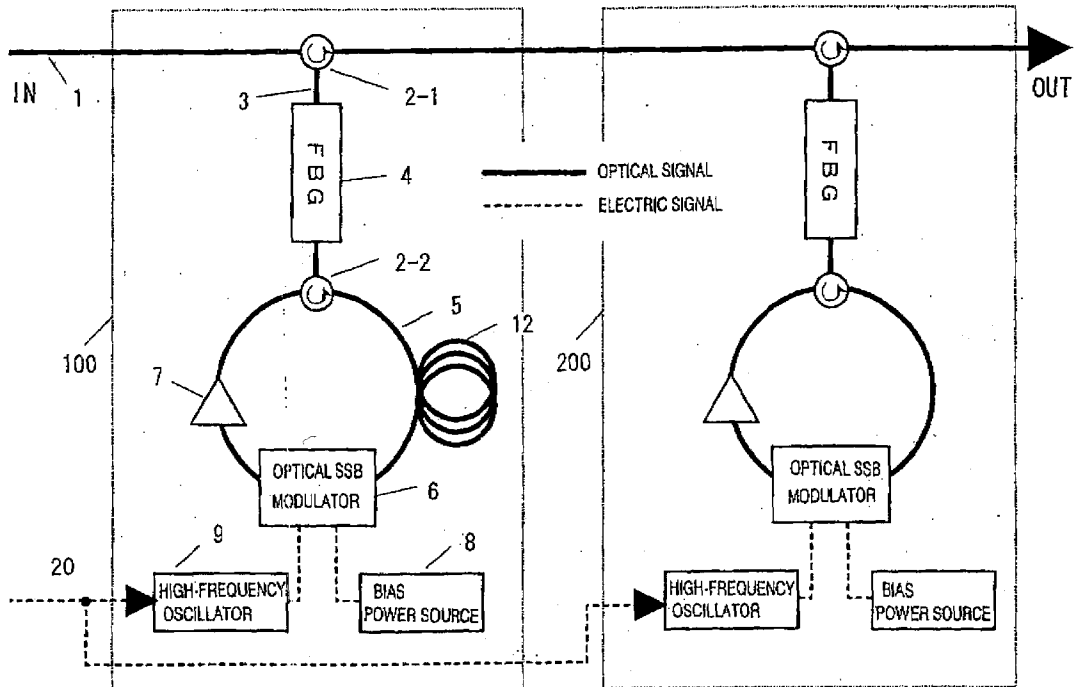 IN
1
3
2-1
OUT
FBG
4
FBG
OPTICAL SIGNAL
ELECTRIC SIGNAL
2-2
5
12
100
7
200
OPTICAL SSB
MODULATOR
6
OPTICAL SSB
MODULATOR
9
8
20
HIGH-FREQUENCY
OSCILLATOR
BIAS
POWER SOURCE
HIGH-FREQUENCY
OSCILLATOR
BIAS
POWER SOURCE